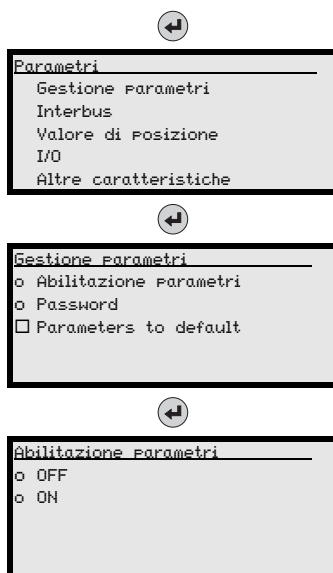 Parametri
Gestione parametri
Interbus
Valore di posizione
I/O
Altre caratteristiche
Gestione parametri
o Abilitazione parametri
o Password
☐ Parameters to default
Abilitazione parametri
o OFF
o ON